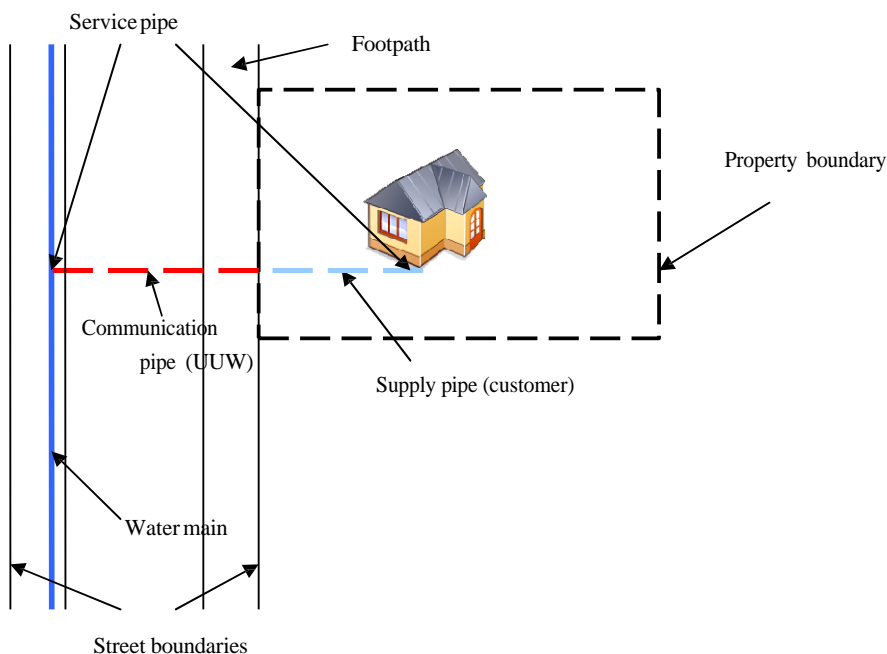 Service pipe
Footpath
Property boundary
Communication
pipe (UUW)
Supply pipe (customer)
Water main
Street boundaries